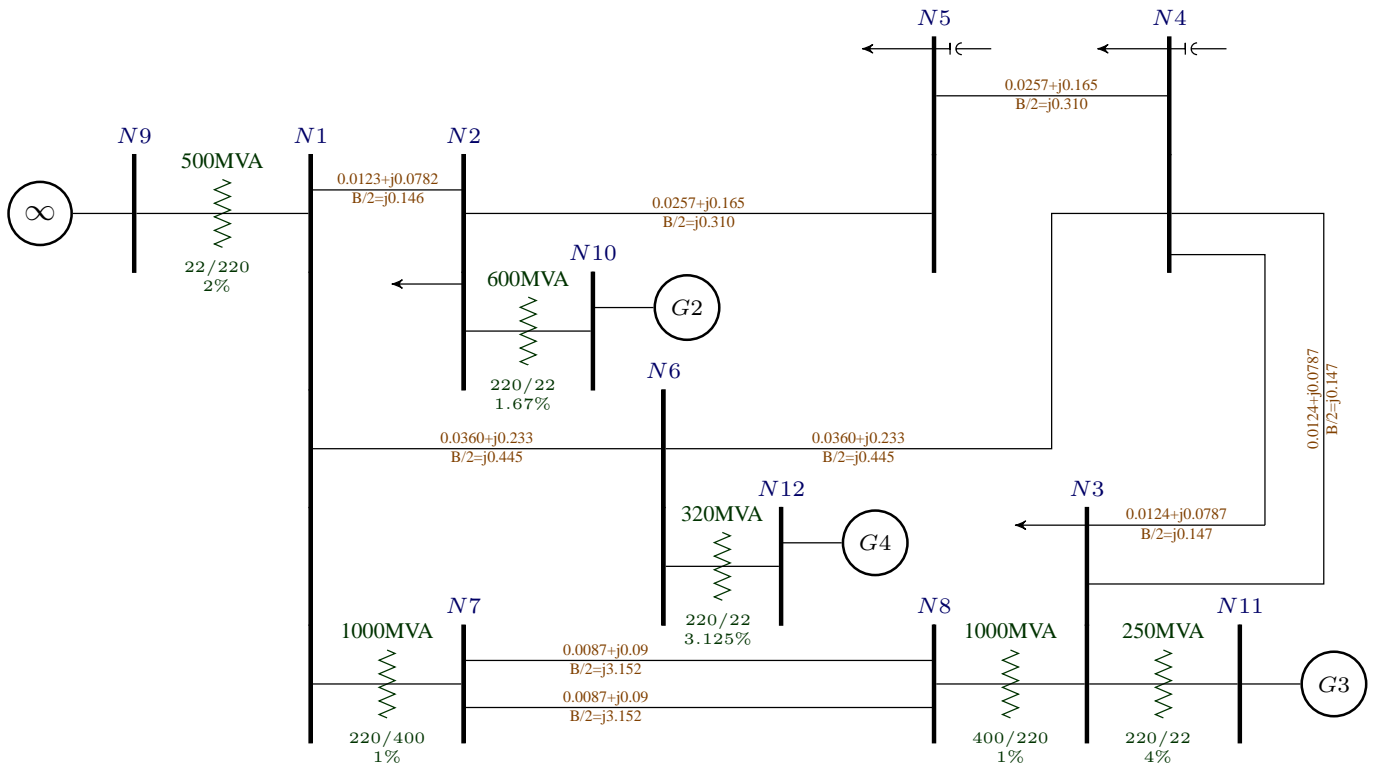 N5
N4
0.0257+j0.165
B/2=j0.310
N9
N1
N2
500MVA
0.0123+j0.0782
B/2=j0.146
∞
0.0257+j0.165
B/2=j0.310
22/220
2%
N10
600MVA
G2
220/22
1.67%
N6
0.0124+j0.0787
B/2=j0.147
0.0360+j0.233
B/2=j0.445
0.0360+j0.233
B/2=j0.445
N12
N3
320MVA
0.0124+j0.0787
B/2=j0.147
G4
220/22
3.125%
N7
N8
N11
1000MVA
1000MVA
250MVA
0.0087+j0.09
B/2=j3.152
0.0087+j0.09
B/2=j3.152
G3
220/400
1%
400/220
1%
220/22
4%